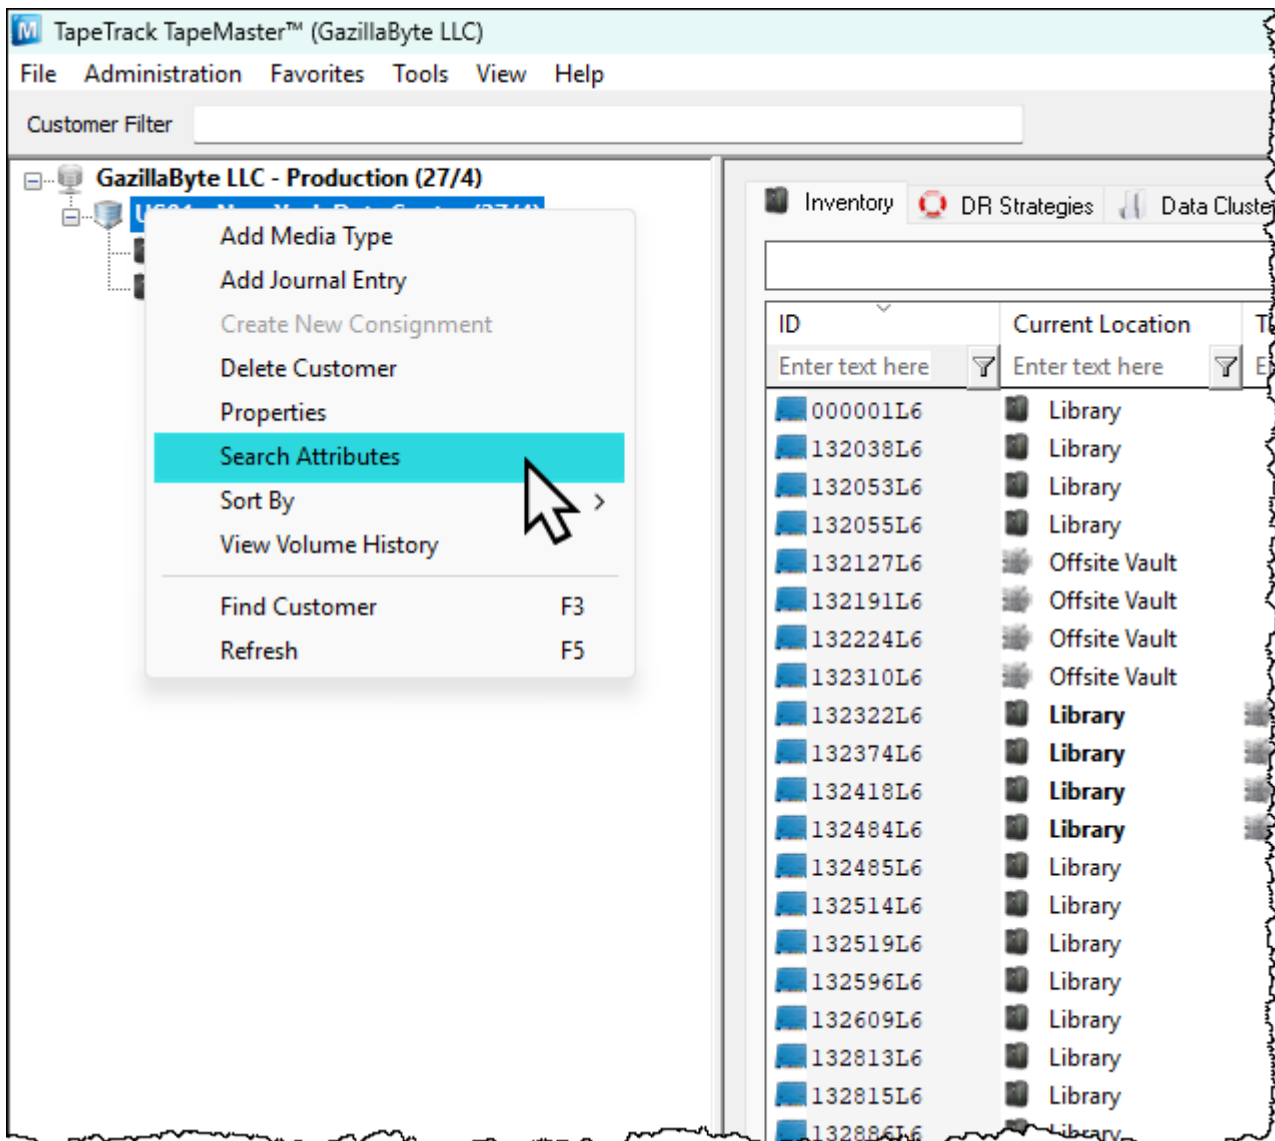 TapeTrack TapeMaster™ (GazillaByte LLC)
File Administration Favorites Tools View Help
Customer Filter
GazillaByte LLC - Production (27/4)
Add Media Type
Add Journal Entry
Create New Consignment
Delete Customer
Properties
Search Attributes
Sort By
View Volume History
Find Customer F3
Refresh F5
Inventory DR Strategies Data Cluster
ID Current Location
Enter text here Enter text here
000001L6 Library
132038L6 Library
132053L6 Library
132055L6 Library
132127L6 Offsite Vault
132191L6 Offsite Vault
132224L6 Offsite Vault
132310L6 Offsite Vault
132322L6 Library
132374L6 Library
132418L6 Library
132484L6 Library
132485L6 Library
132514L6 Library
132519L6 Library
132596L6 Library
132609L6 Library
132813L6 Library
132815L6 Library
132886L6 Library